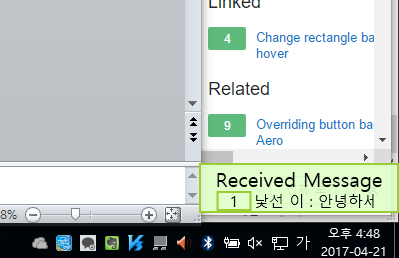 Linked
4 Change rectangle ba
hover
Related
9 Overriding button ba
Aero
Received Message
1 낯선 이 : 안녕하세
8%
가
오후 4:48
2017-04-21